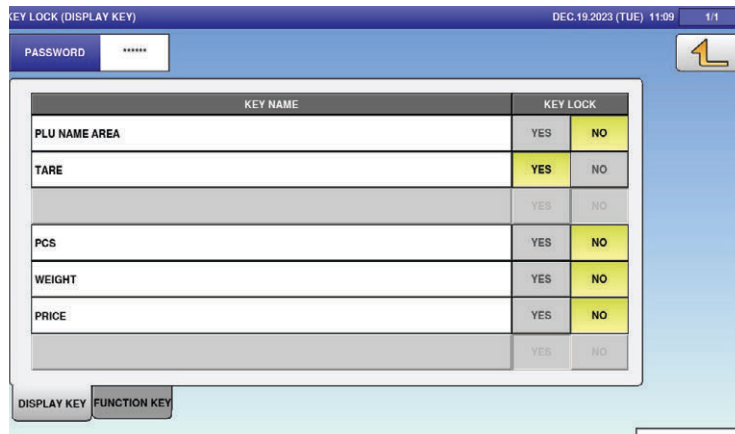 KEY LOCK (DISPLAY KEY) DEC.19.2023 (TUE) 11:09 1/1
PASSWORD ******
KEY NAME KEY LOCK
PLU NAME AREA YES NO
TARE YES NO
YES NO
PCS YES NO
WEIGHT YES NO
PRICE YES NO
YES NO
DISPLAY KEY FUNCTION KEY